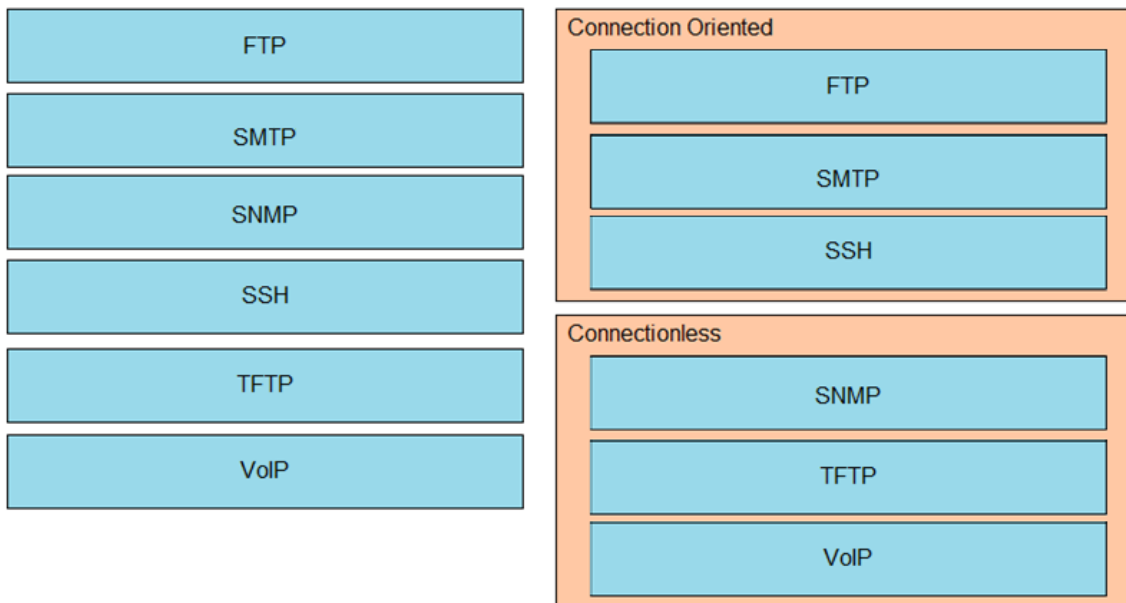 FTP
SMTP
SNMP
SSH
TFTP
VoIP
Connection Oriented
FTP
SMTP
SSH
Connectionless
SNMP
TFTP
VoIP